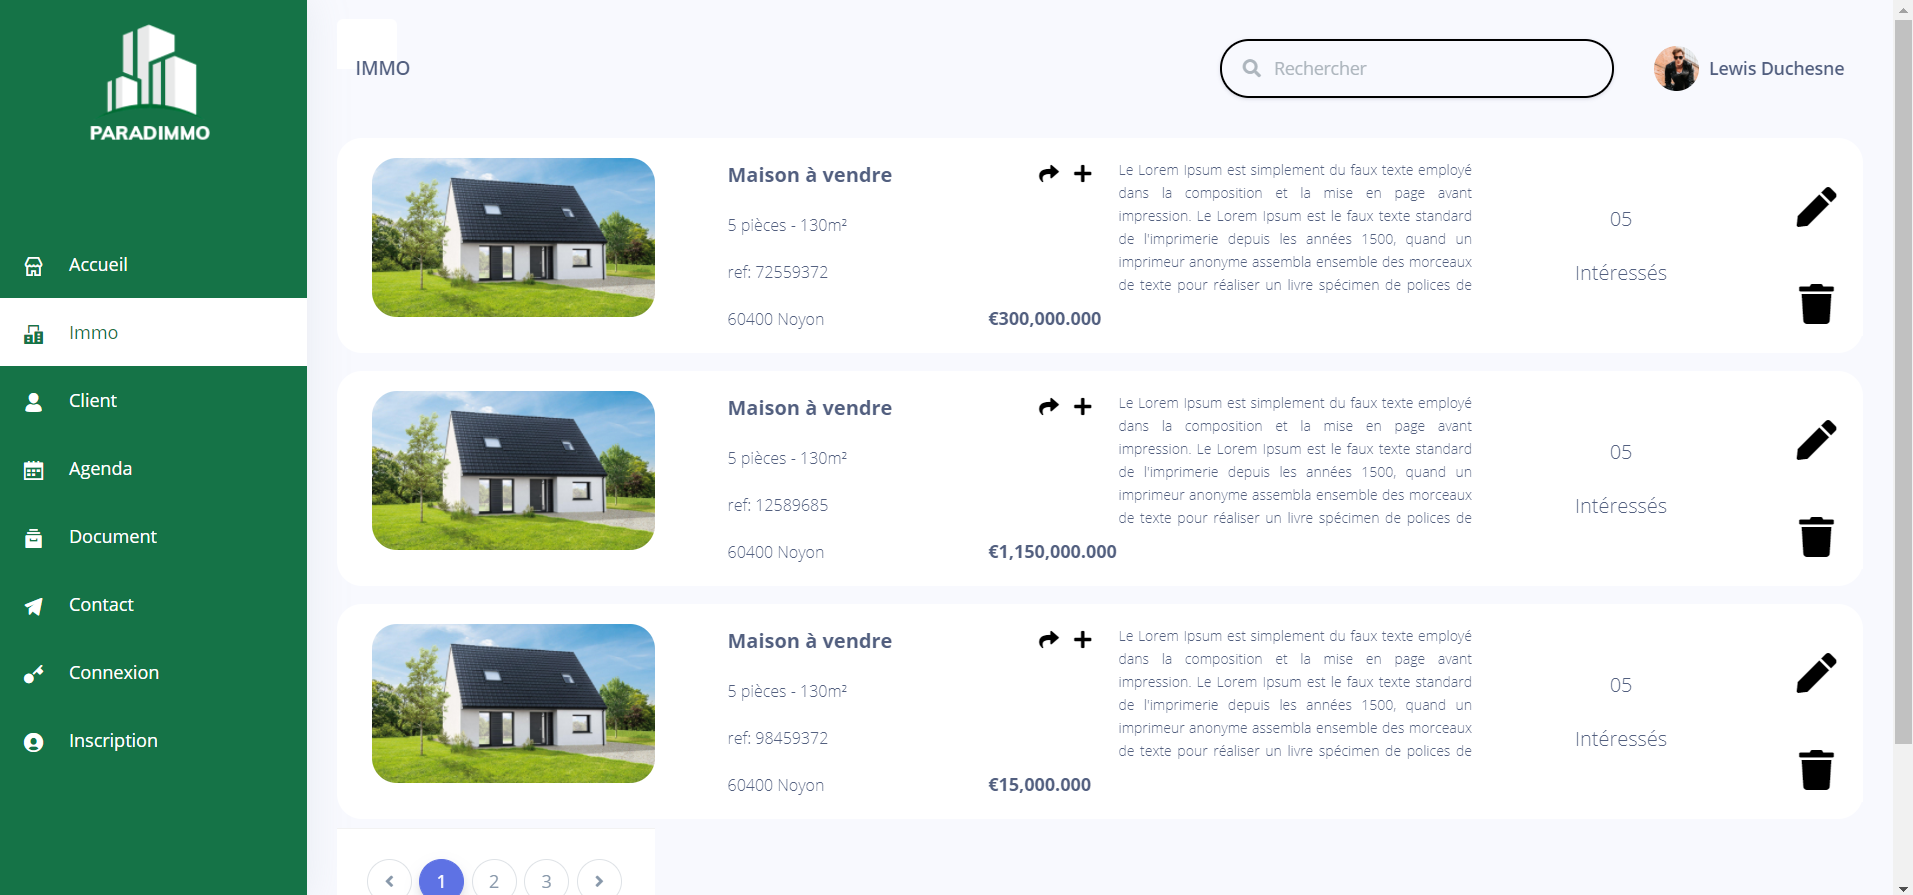 PARADIMMO
Accueil
Immo
Client
Agenda
Document
Contact
Connexion
Inscription
IMMO
Rechercher
Lewis Duchesne
Maison à vendre
5 pièces - 130m²
ref: 72559372
60400 Noyon
€300,000.000
Le Lorem Ipsum est simplement du faux texte employé
dans la composition et la mise en page avant
impression. Le Lorem Ipsum est le faux texte standard
de l'imprimerie depuis les années 1500, quand un
imprimeur anonyme assembla ensemble des morceaux
de texte pour réaliser un livre spécimen de polices de
05
Intéressés
Maison à vendre
5 pièces - 130m²
ref: 12589685
60400 Noyon
€1,150,000.000
Le Lorem Ipsum est simplement du faux texte employé
dans la composition et la mise en page avant
impression. Le Lorem Ipsum est le faux texte standard
de l'imprimerie depuis les années 1500, quand un
imprimeur anonyme assembla ensemble des morceaux
de texte pour réaliser un livre spécimen de polices de
05
Intéressés
Maison à vendre
5 pièces - 130m²
ref: 98459372
60400 Noyon
€15,000.000
Le Lorem Ipsum est simplement du faux texte employé
dans la composition et la mise en page avant
impression. Le Lorem Ipsum est le faux texte standard
de l'imprimerie depuis les années 1500, quand un
imprimeur anonyme assembla ensemble des morceaux
de texte pour réaliser un livre spécimen de polices de
05
Intéressés
1 2 3